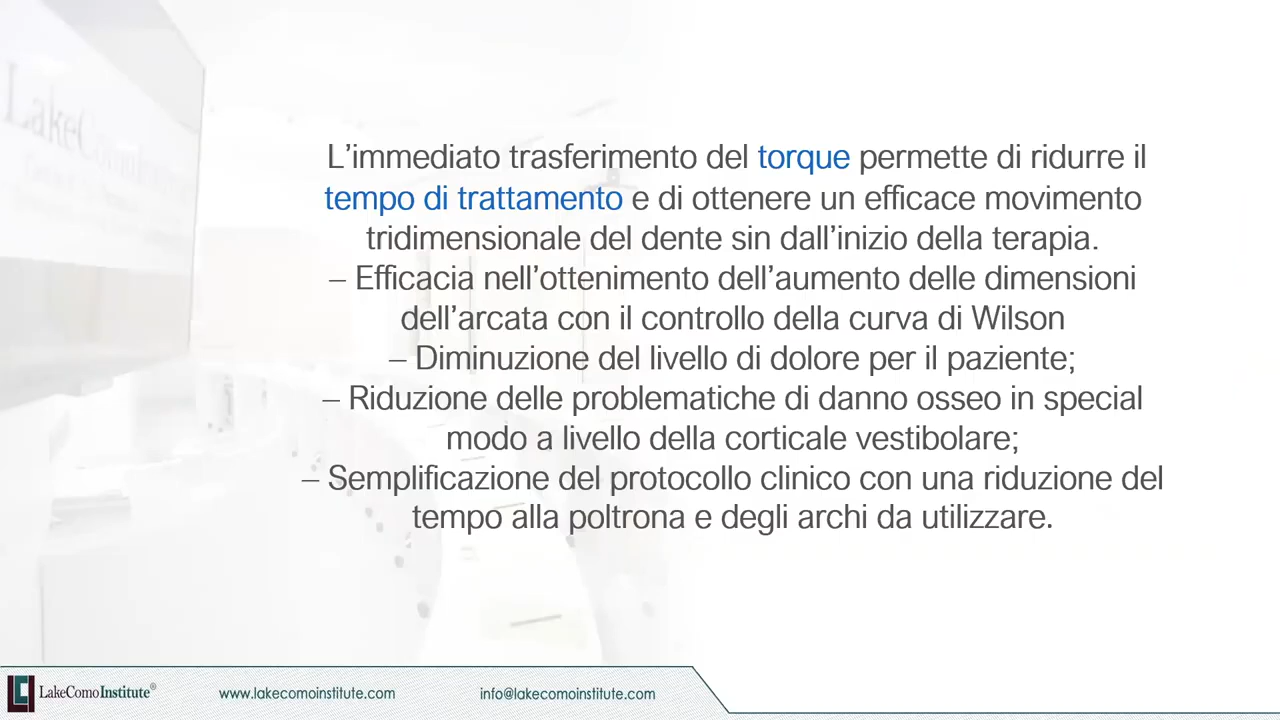 L’immediato trasferimento del torque permette di ridurre il
tempo di trattamento e di ottenere un efficace movimento
tridimensionale del dente sin dall’inizio della terapia.
– Efficacia nell’ottenimento dell’aumento delle dimensioni
dell’arcata con il controllo della curva di Wilson
– Diminuzione del livello di dolore per il paziente;
– Riduzione delle problematiche di danno osseo in special
modo a livello della corticale vestibolare;
– Semplificazione del protocollo clinico con una riduzione del
tempo alla poltrona e degli archi da utilizzare.
LakeComoInstitute® www.lakecomoinstitute.com info@lakecomoinstitute.com